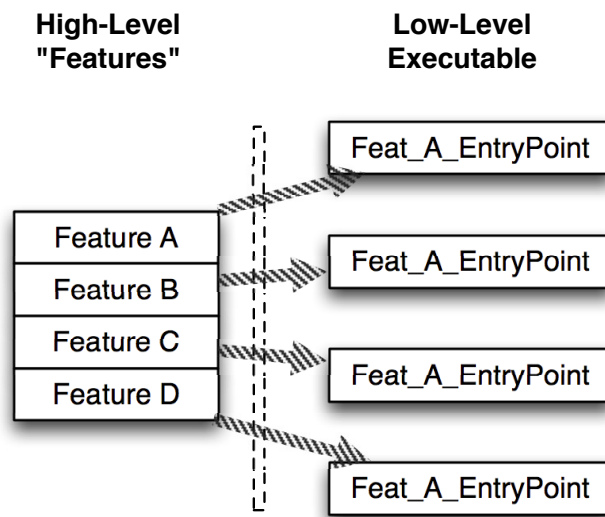 High-Level
"Features"
Low-Level
Executable
Feature A
Feature B
Feature C
Feature D
Feat_A_EntryPoint
Feat_A_EntryPoint
Feat_A_EntryPoint
Feat_A_EntryPoint